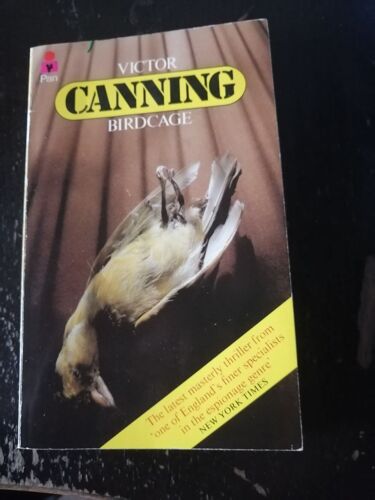 Pan
VICTOR
CANNING
BIRDCAGE
The latest masterly thriller from
'one of England's finer specialists
in the espionage genre'
NEW YORK TIMES